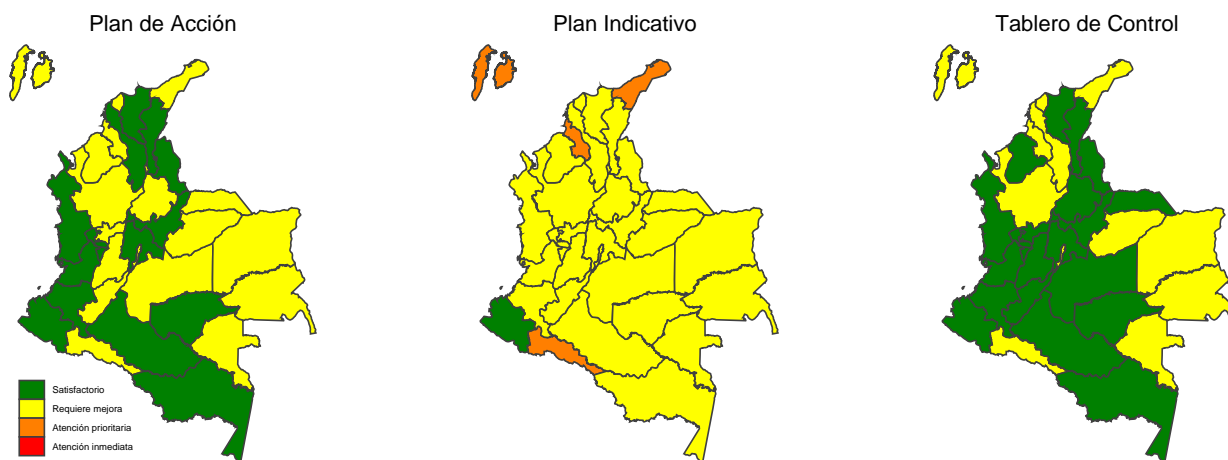 Plan de Acción
Plan Indicativo
Tablero de Control
Satisfactorio
Requiere mejora
Atención prioritaria
Atención inmediata